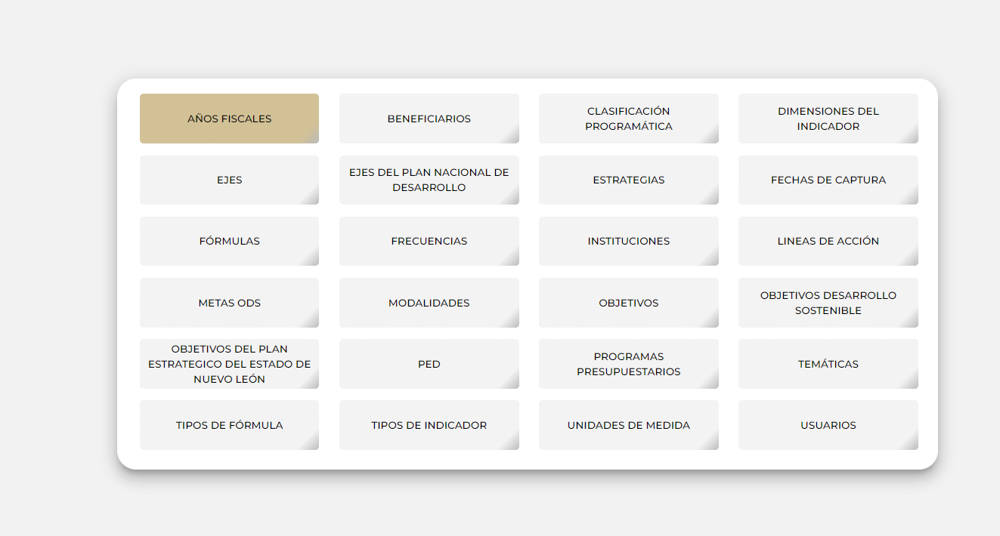 AÑOS FISCALES
BENEFICIARIOS
CLASIFICACIÓN
PROGRAMÁTICA
DIMENSIONES DEL
INDICADOR
EJES
EJES DEL PLAN NACIONAL DE
DESARROLLO
ESTRATEGIAS
FECHAS DE CAPTURA
FÓRMULAS
FRECUENCIAS
INSTITUCIONES
LINEAS DE ACCIÓN
METAS ODS
MODALIDADES
OBJETIVOS
OBJETIVOS DESARROLLO
SOSTENIBLE
OBJETIVOS DEL PLAN
ESTRATEGICO DEL ESTADO DE
NUEVO LEÓN
PED
PROGRAMAS
PRESUPUESTARIOS
TEMÁTICAS
TIPOS DE FÓRMULA
TIPOS DE INDICADOR
UNIDADES DE MEDIDA
USUARIOS